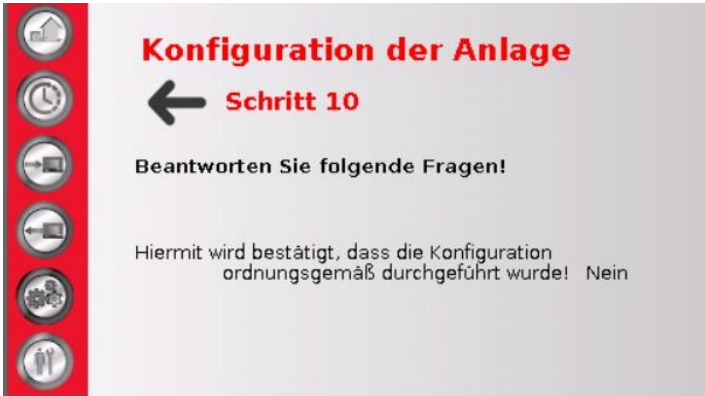 Konfiguration der Anlage
Schritt 10
Beantworten Sie folgende Fragen!
Hiermit wird bestätigt, dass die Konfiguration
ordnungsgemäß durchgeführt wurde! Nein